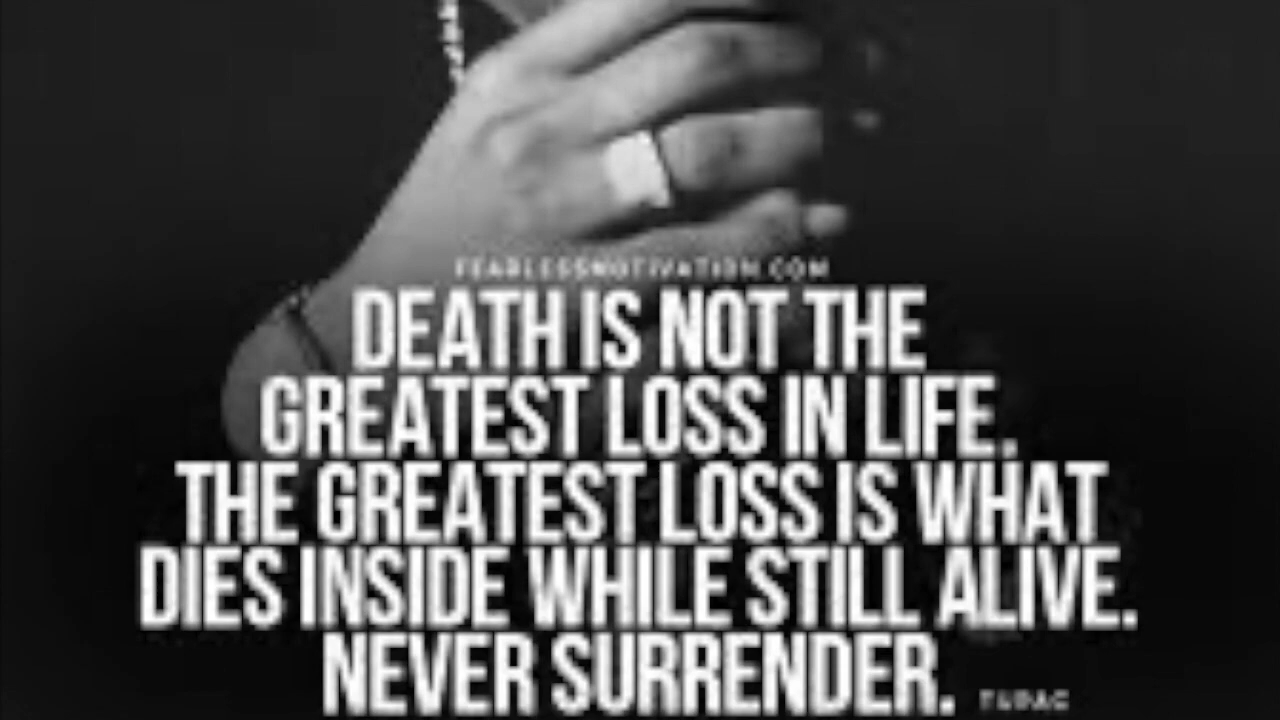 FEARLESSMOTIVATION.COM
DEATH IS NOT THE
GREATEST LOSS IN LIFE.
THE GREATEST LOSS IS WHAT
DIES INSIDE WHILE STILL ALIVE.
NEVER SURRENDER. TUPAC